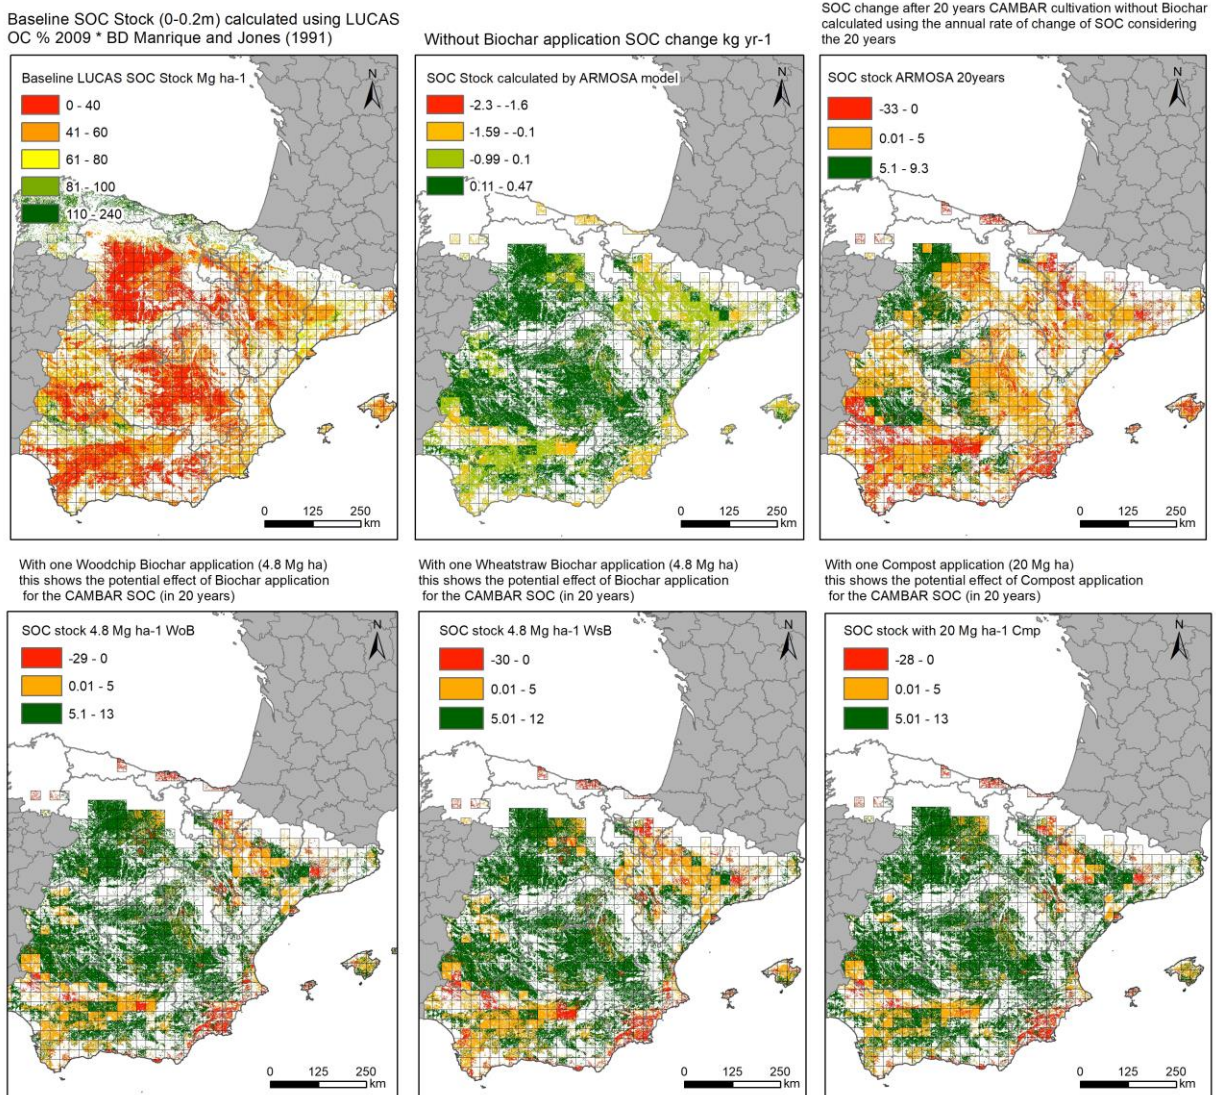 Baseline SOC Stock (0-0.2m) calculated using LUCAS
OC % 2009 * BD Manrique and Jones (1991)
Baseline LUCAS SOC Stock Mg ha-1
0 - 40
41 - 60
61 - 80
81 - 100
110 - 240
N
0 125 250
km
Without Biochar application SOC change kg yr-1
SOC Stock calculated by ARMOSA model
-2.3 - -1.6
-1.59 - -0.1
-0.99 - 0.1
0.11 - 0.47
N
0 125 250
km
SOC change after 20 years CAMBAR cultivation without Biochar
calculated using the annual rate of change of SOC considering
the 20 years
SOC stock ARMOSA 20years
-33 - 0
0.01 - 5
5.1 - 9.3
N
0 125 250
km
With one Woodchip Biochar application (4.8 Mg ha)
this shows the potential effect of Biochar application
for the CAMBAR SOC (in 20 years)
SOC stock 4.8 Mg ha-1 WoB
-29 - 0
0.01 - 5
5.1 - 13
N
0 125 250
km
With one Wheatstraw Biochar application (4.8 Mg ha)
this shows the potential effect of Biochar application
for the CAMBAR SOC (in 20 years)
SOC stock 4.8 Mg ha-1 WsB
-30 - 0
0.01 - 5
5.01 - 12
N
0 125 250
km
With one Compost application (20 Mg ha)
this shows the potential effect of Compost application
for the CAMBAR SOC (in 20 years)
SOC stock with 20 Mg ha-1 Cmp
-28 - 0
0.01 - 5
5.01 - 13
N
0 125 250
km